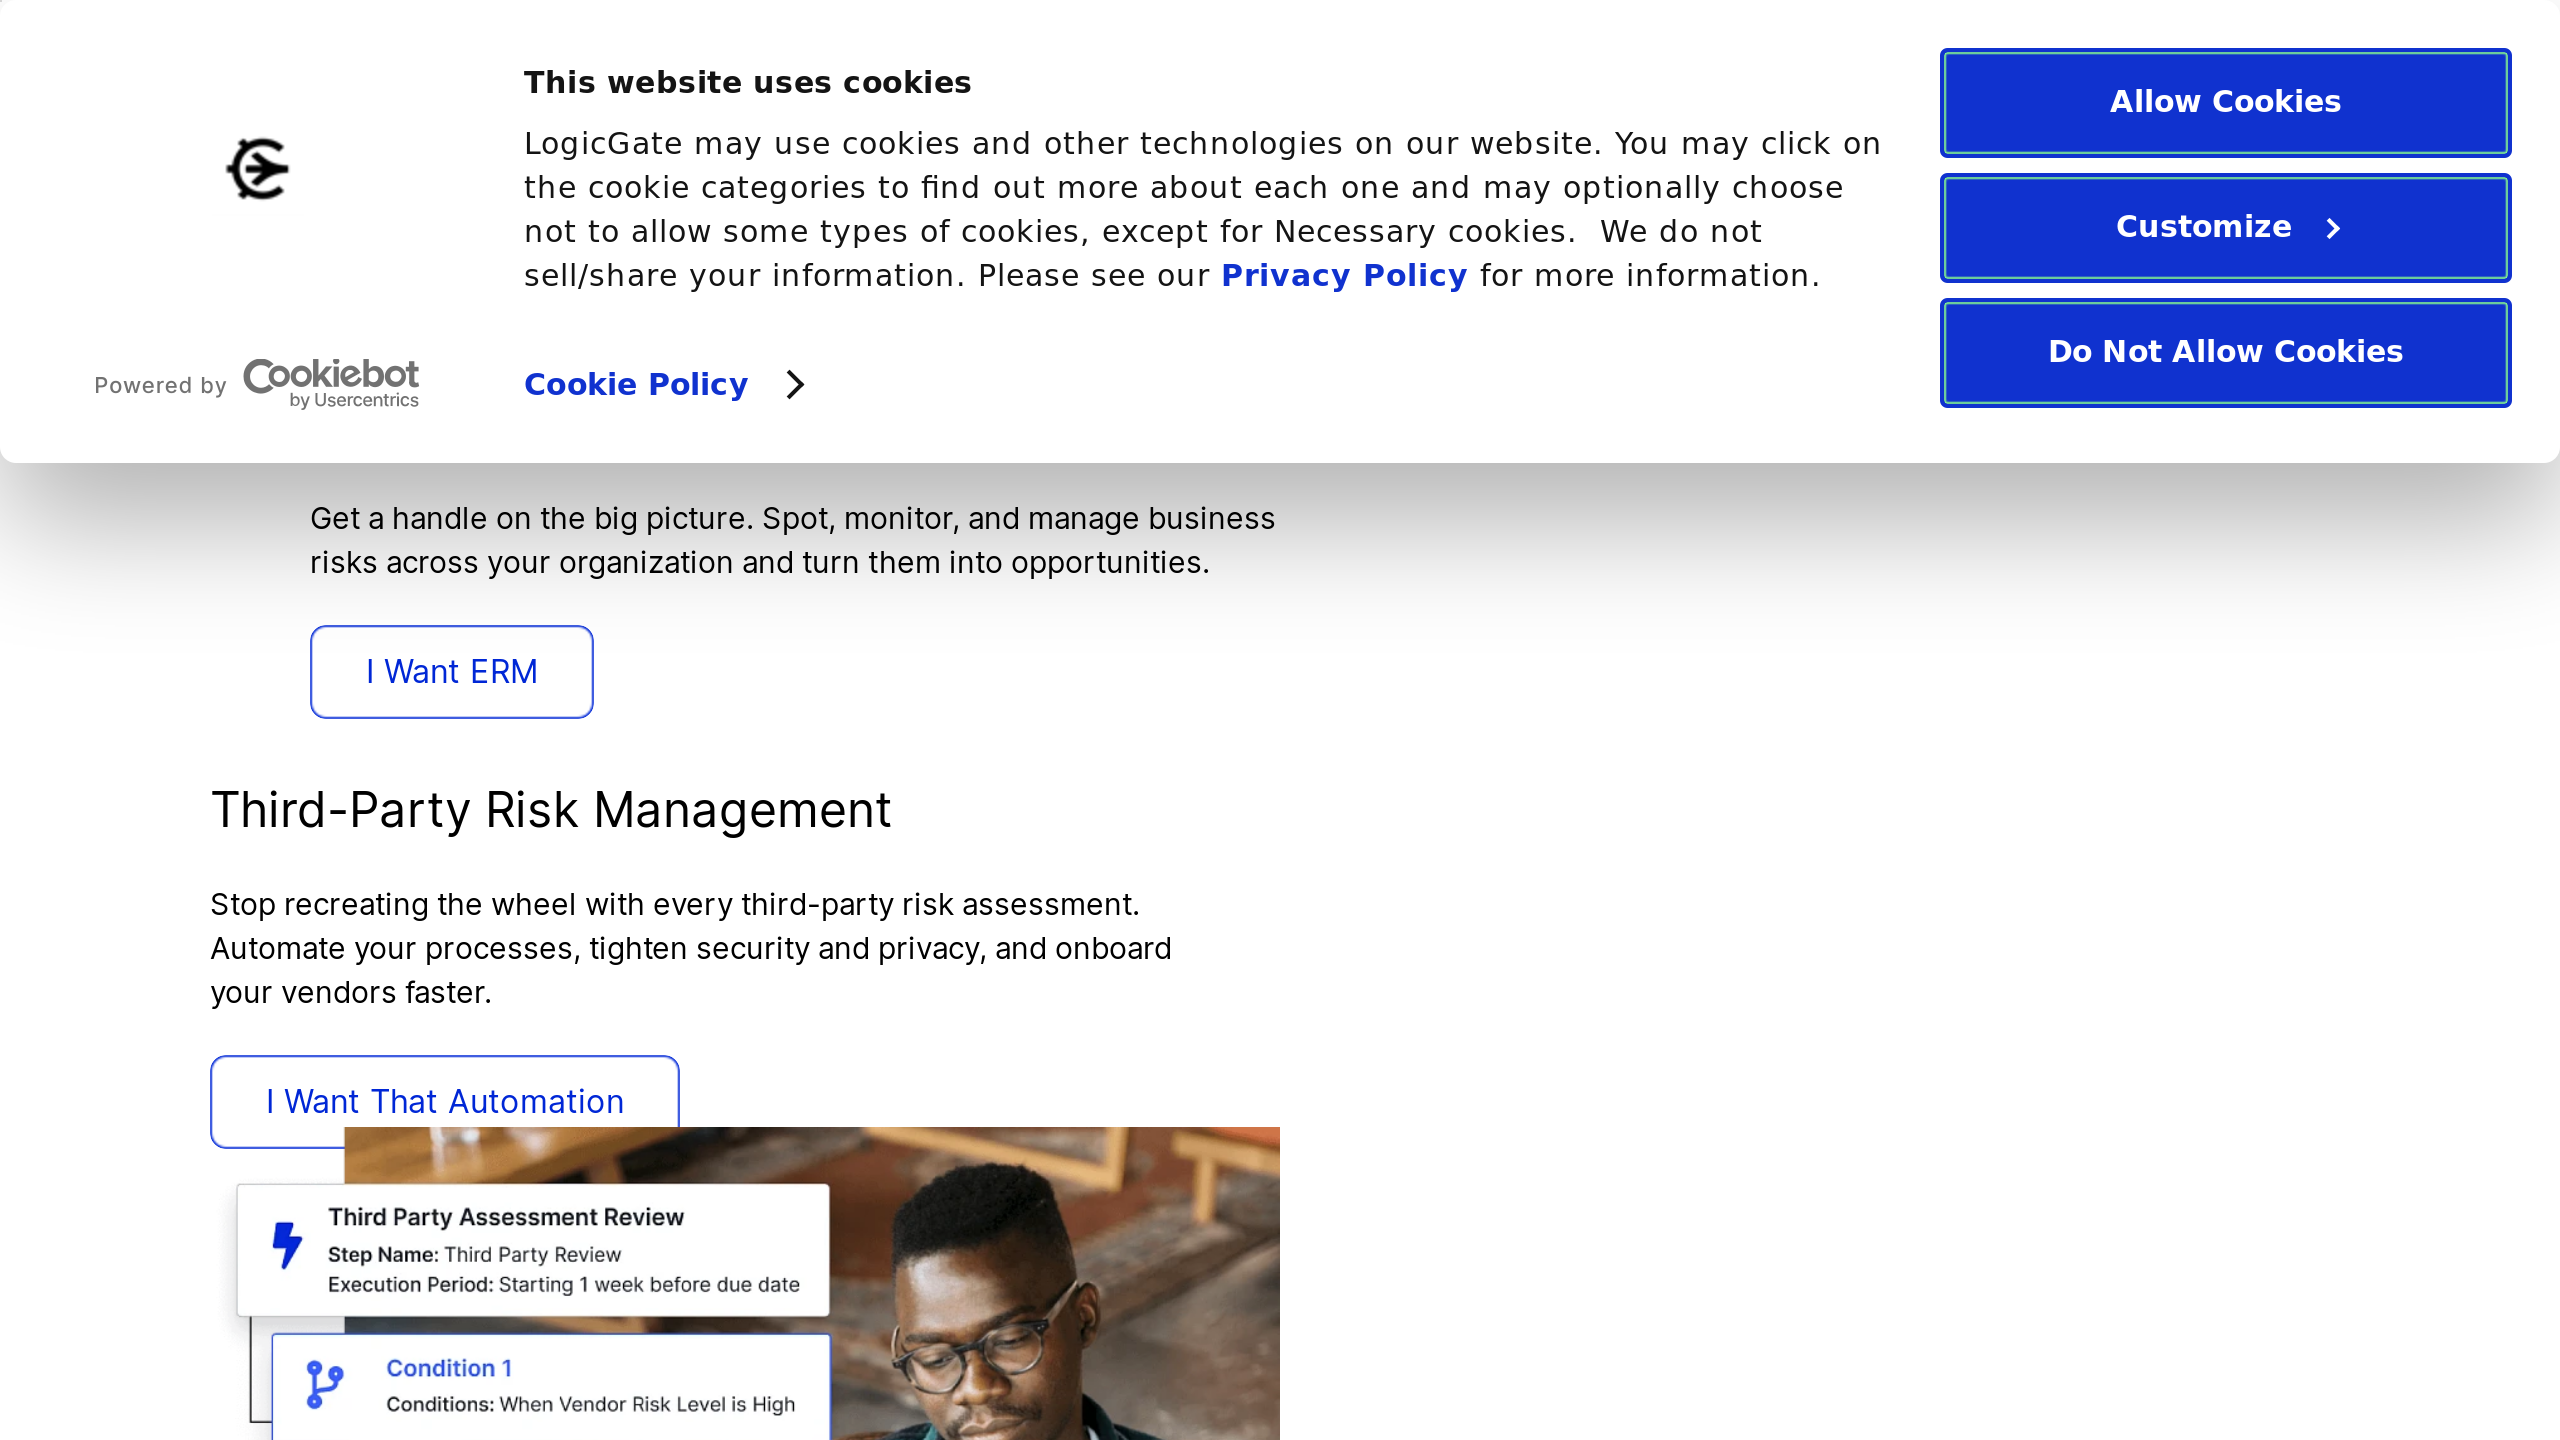 This website uses cookies
LogicGate may use cookies and other technologies on our website. You may click on
the cookie categories to find out more about each one and may optionally choose
not to allow some types of cookies, except for Necessary cookies.  We do not
sell/share your information. Please see our Privacy Policy for more information.
Powered by Cookiebot
by Usercentrics
Cookie Policy
Allow Cookies
Customize
Do Not Allow Cookies
Get a handle on the big picture. Spot, monitor, and manage business
risks across your organization and turn them into opportunities.
I Want ERM
Third-Party Risk Management
Stop recreating the wheel with every third-party risk assessment.
Automate your processes, tighten security and privacy, and onboard
your vendors faster.
I Want That Automation
Third Party Assessment Review
Step Name: Third Party Review
Execution Period: Starting 1 week before due date
Condition 1
Conditions: When Vendor Risk Level is High